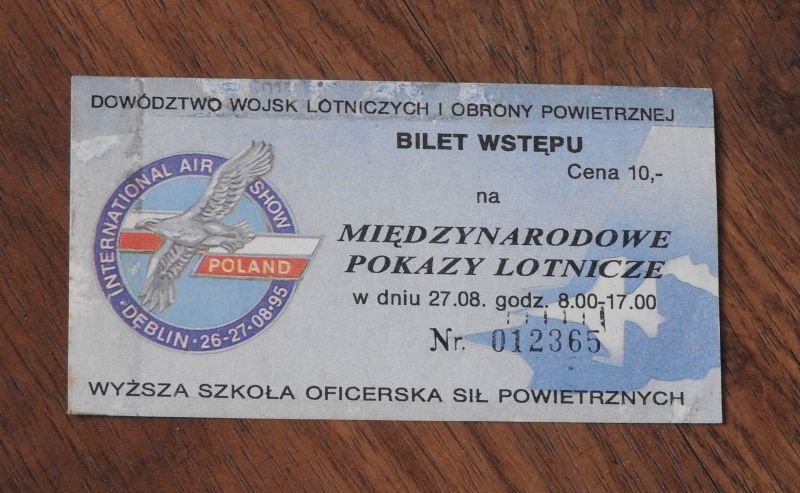 DOWÓDZTWO WOJSK LOTNICZYCH I OBRONY POWIETRZNEJ
BILET WSTĘPU
Cena 10,-
na
MIĘDZYNARODOWE
POKAZY LOTNICZE
w dniu 27.08. godz. 8.00-17.00
Nr. 012365
INTERNATIONAL AIR SHOW
POLAND
DĘBLIN · 26-27·08·95
WYŻSZA SZKOŁA OFICERSKA SIŁ POWIETRZNYCH